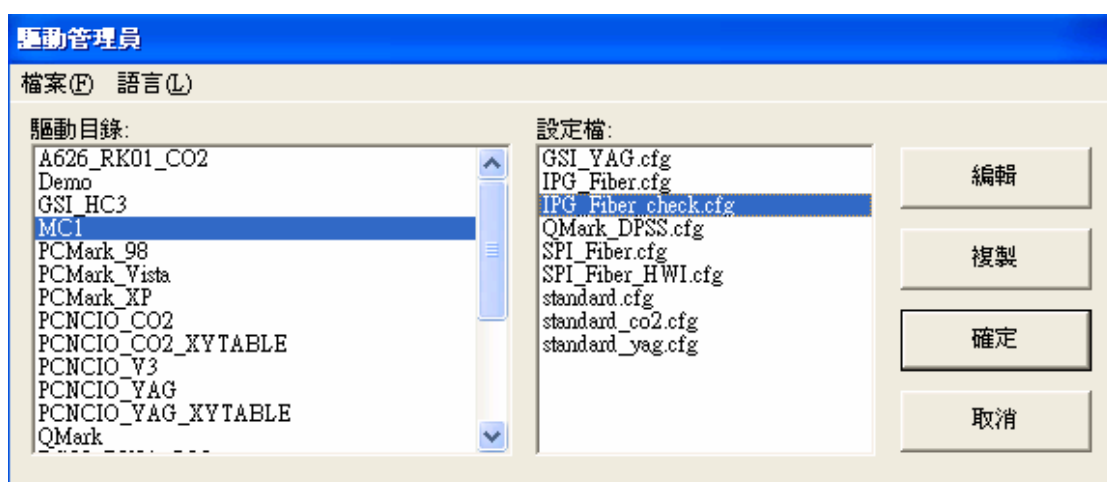 驅動管理員
檔案(F) 語言(L)
驅動目錄:
A626_RK01_CO2
Demo
GSI_HC3
MC1
PCMark_98
PCMark_Vista
PCMark_XP
PCNCIO_CO2
PCNCIO_CO2_XYTABLE
PCNCIO_V3
PCNCIO_YAG
PCNCIO_YAG_XYTABLE
QMark
設定檔:
GSI_YAG.cfg
IPG_Fiber.cfg
IPG_Fiber_check.cfg
QMark_DPSS.cfg
SPI_Fiber.cfg
SPI_Fiber_HWI.cfg
standard.cfg
standard_co2.cfg
standard_yag.cfg
編輯
複製
確定
取消